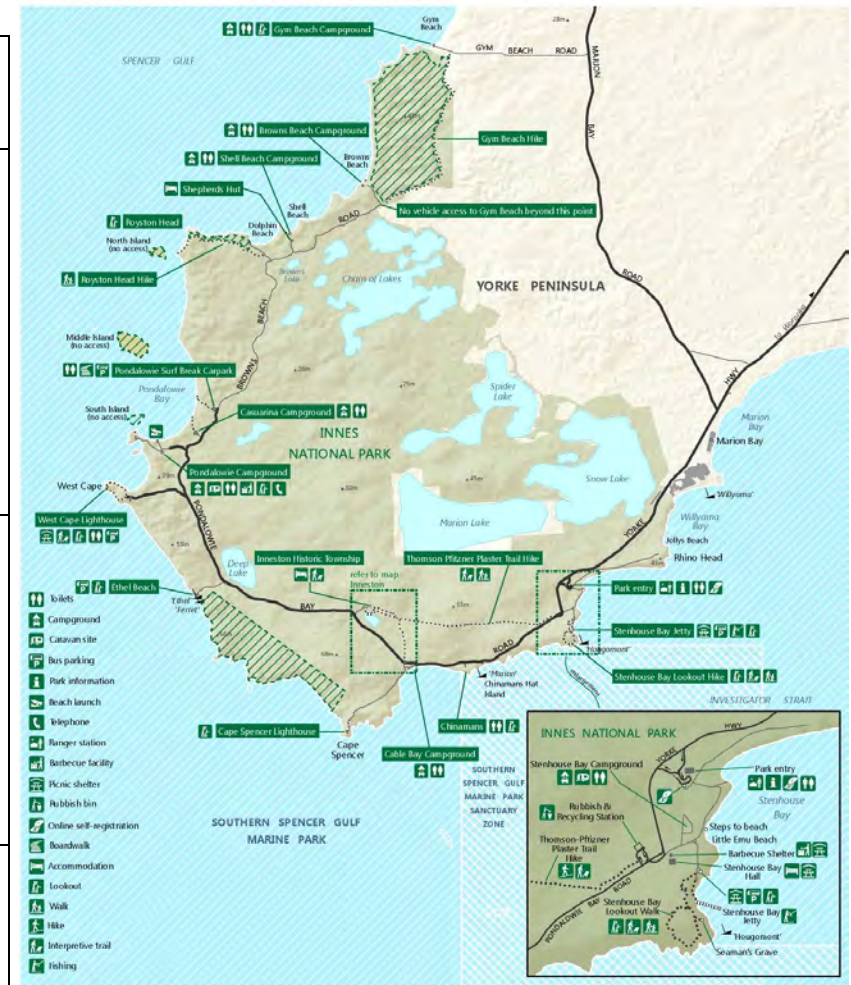 Gym
Beach
Gym Beach Campground
GYM BEACH ROAD
SPENCER GULF
MARION
BAY
ROAD
Browns Beach Campground
Gym Beach Hike
Shell Beach Campground
Browns
Beach
Shepherds Hut
Shell
Beach
ROAD
No vehicle access to Gym Beach beyond this point
Royston Head
Dolphin
Beach
North Island
(no access)
Browns
Lake
Chain of Lakes
YORKE PENINSULA
Royston Head Hike
BEACH
BROWNS
Middle Island
(no access)
Pondalowie Surf Break Carpark
Pondalowie
Bay
Spider
Lake
HWY
South Island
(no access)
Casuarina Campground
INNES
NATIONAL PARK
Marion
Bay
Marion Bay
Pondalowie Campground
Snow Lake
West Cape
Marion Lake
'Willyama'
Willyama
Bay
West Cape Lighthouse
PONDALOWIE
YORKE
Jollys Beach
Rhino Head
Deep
Lake
Inneston Historic Township
Thomson Pfitzner Plaster Trail Hike
refer to map
Inneston
Ethel Beach
Park entry
'Ethel'
'Ferret'
BAY
ROAD
Stenhouse Bay Jetty
'Hougomont'
'Marion'
Chinamans Hat
Island
Stenhouse Bay Lookout Hike
enlargement
INVESTIGATOR STRAIT
Cape Spencer Lighthouse
Chinamans
Cape
Spencer
Cable Bay Campground
SOUTHERN SPENCER GULF
MARINE PARK
SOUTHERN
SPENCER GULF
MARINE PARK
SANCTUARY
ZONE
Toilets
Campground
Caravan site
Bus parking
Park information
Beach launch
Telephone
Ranger station
Barbecue facility
Picnic shelter
Rubbish bin
Online self-registration
Boardwalk
Accommodation
Lookout
Walk
Hike
Interpretive trail
Fishing
INNES NATIONAL PARK
YORKE
HWY
Stenhouse Bay Campground
Park entry
Stenhouse
Bay
Rubbish &
Recycling Station
Steps to beach
Little Emu Beach
Thomson-Pfitzner
Plaster Trail
Hike
Barbecue Shelter
Stenhouse Bay
Hall
PONDALOWIE BAY ROAD
Stenhouse Bay
Lookout Walk
Stenhouse Bay
Jetty
'Hougomont'
Seaman's Grave